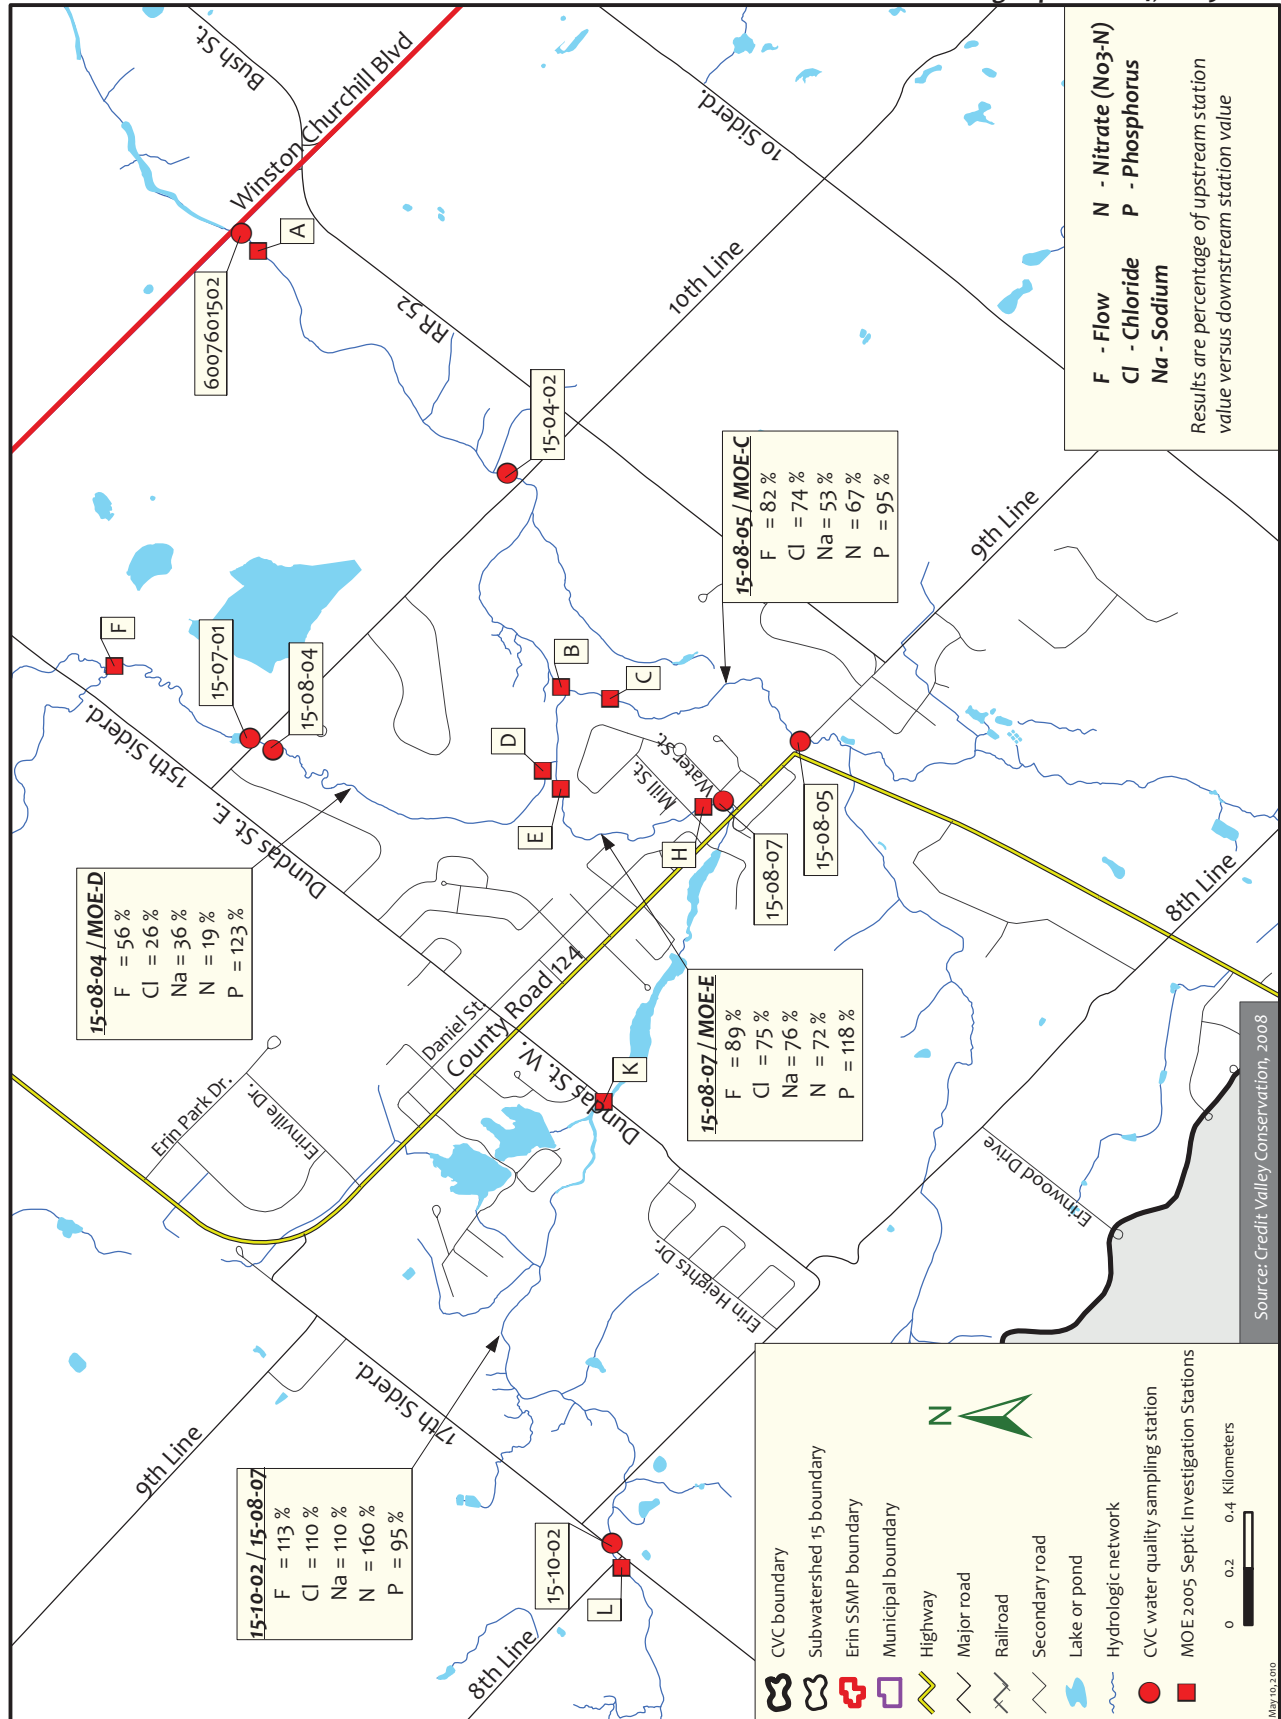 Bush St.
Winston Churchill Blvd
A
6007601502
RR 52
10 Siderd.
10th Line
15-04-02
F - Flow
Cl - Chloride
Na - Sodium
N - Nitrate (No3-N)
P - Phosphorus
Results are percentage of upstream station
value versus downstream station value
F
15-07-01
15-08-04
15th Siderd.
Dundas St. E.
15-08-04 / MOE-D
F = 56 %
Cl = 26 %
Na = 36 %
N = 19 %
P = 123 %
15-08-05 / MOE-C
F = 82 %
Cl = 74 %
Na = 53 %
N = 67 %
P = 95 %
9th Line
B
C
D
E
Mill St.
Water St.
H
15-08-07
15-08-05
8th Line
15-08-07 / MOE-E
F = 89 %
Cl = 75 %
Na = 76 %
N = 72 %
P = 118 %
Erin Park Dr.
Erinville Dr.
Daniel St.
County Road 124
Dundas St. W.
K
Erin Heights Dr.
Erinwood Drive
Source: Credit Valley Conservation, 2008
9th Line
17th Siderd.
15-10-02 / 15-08-07
F = 113 %
Cl = 110 %
Na = 110 %
N = 160 %
P = 95 %
15-10-02
L
8th Line
N
CVC boundary
Subwatershed 15 boundary
Erin SSMP boundary
Municipal boundary
Highway
Major road
Railroad
Secondary road
Lake or pond
Hydrologic network
CVC water quality sampling station
MOE 2005 Septic Investigation Stations
0 0.2 0.4 Kilometers
May 10, 2010